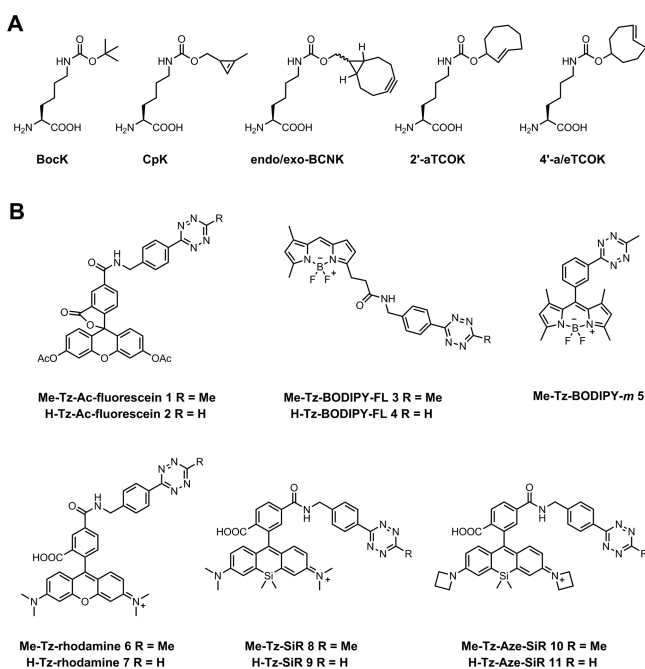 A
BocK
CpK
endo/exo-BCNK
2'-aTCOK
4'-a/eTCOK
B
Me-Tz-Ac-fluorescein 1 R = Me
H-Tz-Ac-fluorescein 2 R = H
Me-Tz-BODIPY-FL 3 R = Me
H-Tz-BODIPY-FL 4 R = H
Me-Tz-BODIPY-m 5
Me-Tz-rhodamine 6 R = Me
H-Tz-rhodamine 7 R = H
Me-Tz-SiR 8 R = Me
H-Tz-SiR 9 R = H
Me-Tz-Aze-SiR 10 R = Me
H-Tz-Aze-SiR 11 R = H